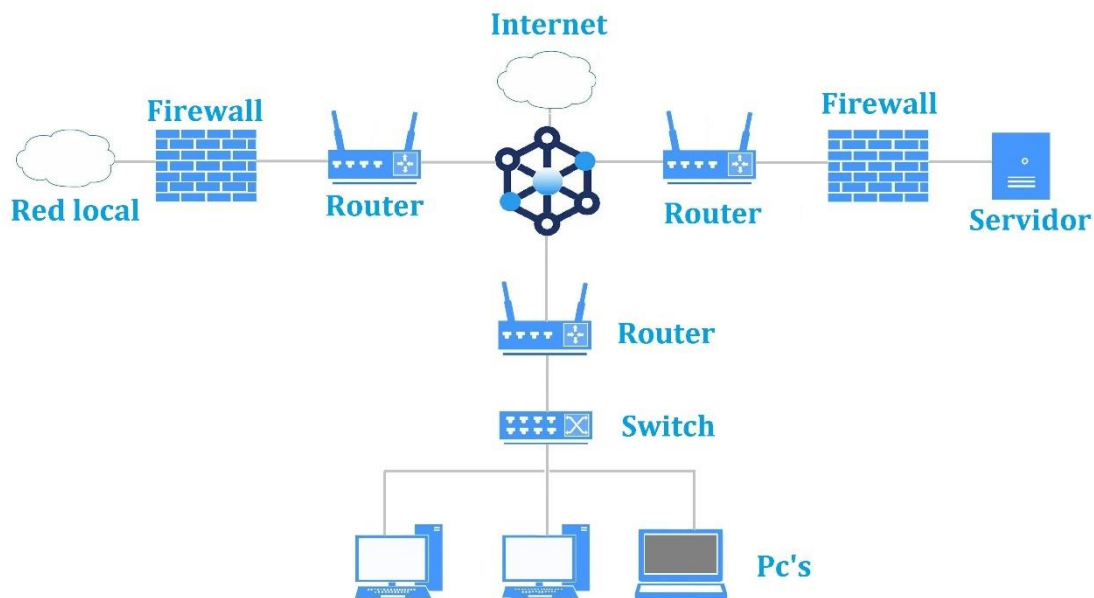 Internet
Firewall
Firewall
Red local
Router
Router
Servidor
Router
Switch
Pc's